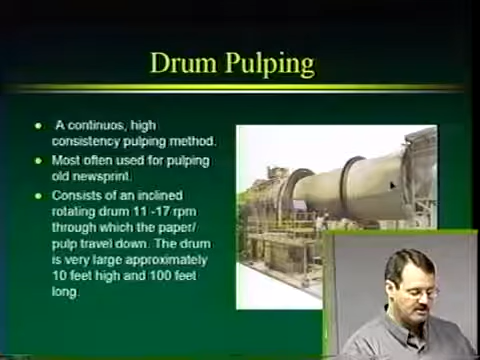 Drum Pulping
A continuos, high
consistency pulping method.
Most often used for pulping
old newsprint.
Consists of an inclined
rotating drum 11 -17 rpm
through which the paper/
pulp travel down. The drum
is very large approximately
10 feet high and 100 feet
long.